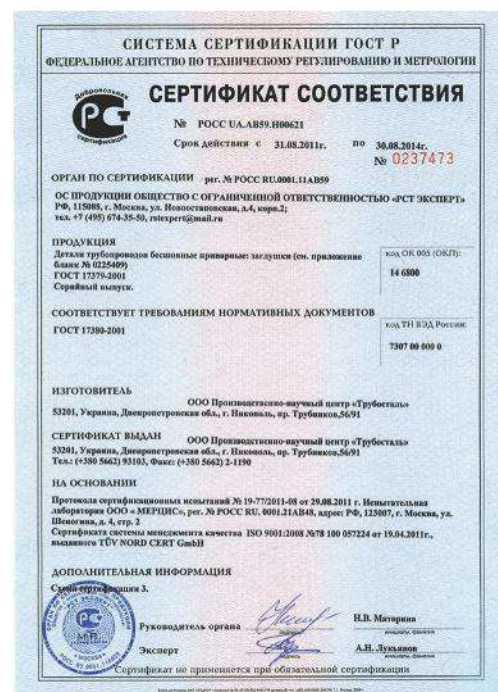 СИСТЕМА СЕРТИФИКАЦИИ ГОСТ Р
ФЕДЕРАЛЬНОЕ АГЕНТСТВО ПО ТЕХНИЧЕСКОМУ РЕГУЛИРОВАНИЮ И МЕТРОЛОГИИ
Добровольная
сертификация
СЕРТИФИКАТ СООТВЕТСТВИЯ
№ РОСС UA.АВ59.Н00621
Срок действия с 31.08.2011г. по 30.08.2014г.
№ 0237473
ОРГАН ПО СЕРТИФИКАЦИИ рег. № РОСС RU.0001.11АВ59
ОС ПРОДУКЦИИ ОБЩЕСТВО С ОГРАНИЧЕННОЙ ОТВЕТСТВЕННОСТЬЮ «РСТ ЭКСПЕРТ»
РФ, 115088, г. Москва, ул. Новоостаповская, д.4, корп.2;
тел. +7 (495) 674-35-50, rstexpert@mail.ru
ПРОДУКЦИЯ
Детали трубопроводов бесшовные приварные: заглушки (см. приложение
бланк № 0225409)
ГОСТ 17379-2001
Серийный выпуск.
код ОК 005 (ОКП):
14 6800
СООТВЕТСТВУЕТ ТРЕБОВАНИЯМ НОРМАТИВНЫХ ДОКУМЕНТОВ
ГОСТ 17380-2001
код ТН ВЭД России:
7307 00 000 0
ИЗГОТОВИТЕЛЬ
ООО Производственно-научный центр «Трубосталь»
53201, Украина, Днепропетровская обл., г. Никополь, пр. Трубников,56/91
СЕРТИФИКАТ ВЫДАН
ООО Производственно-научный центр «Трубосталь»
53201, Украина, Днепропетровская обл., г. Никополь, пр. Трубников,56/91
Тел.: (+380 5662) 93103, Факс: (+380 5662) 2-1190
НА ОСНОВАНИИ
Протокола сертификационных испытаний № 19-77/2011-08 от 29.08.2011 г. Испытательная
лаборатория ООО « МЕРЦИС», рег. № РОСС RU. 0001.21АВ48, адрес: РФ, 123007, г. Москва, ул.
Шеногина, д. 4, стр. 2
Сертификата системы менеджмента качества ISO 9001:2008 №78 100 057224 от 19.04.2011г.,
выданного TÜV NORD CERT GmbH
ДОПОЛНИТЕЛЬНАЯ ИНФОРМАЦИЯ
Схема сертификации 3.
М.П.
Руководитель органа
Н.В. Маторина
Эксперт
А.Н. Лукьянов
Сертификат не применяется при обязательной сертификации